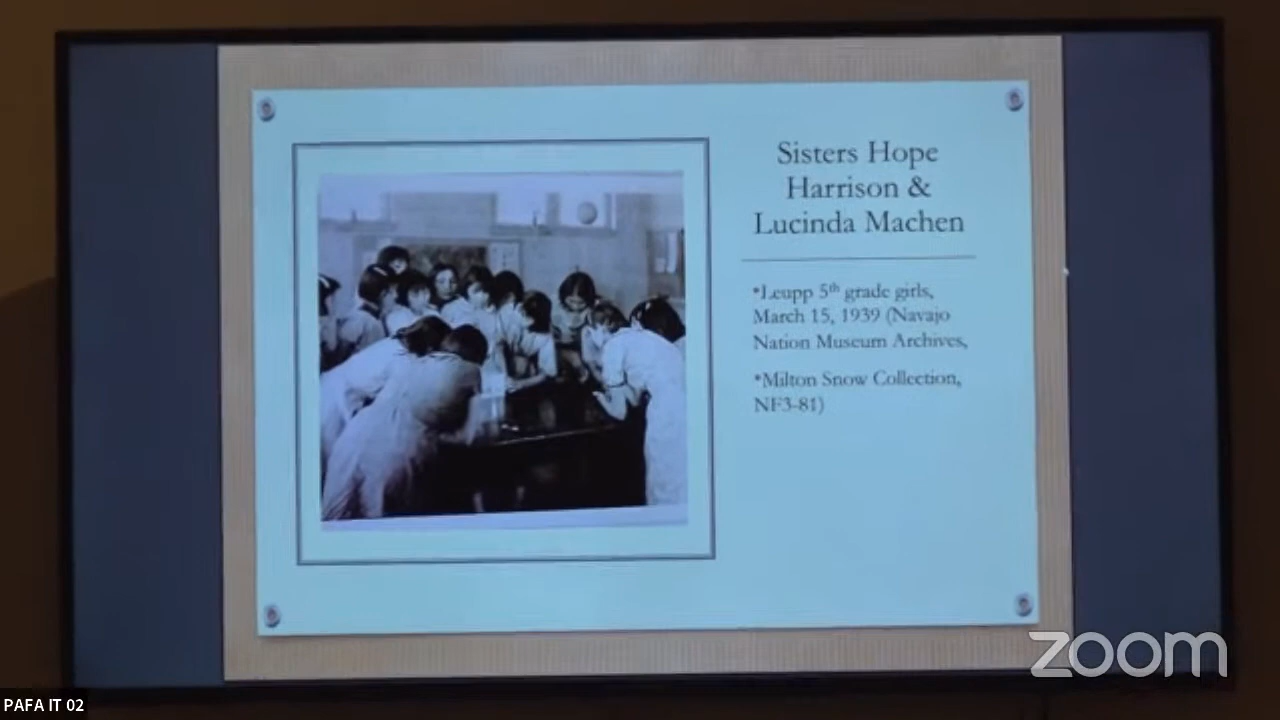 Sisters Hope
Harrison &
Lucinda Machen
*Leupp 5th grade girls,
March 15, 1939 (Navajo
Nation Museum Archives,
*Milton Snow Collection,
NF3-81)
zoom
PAFA IT 02